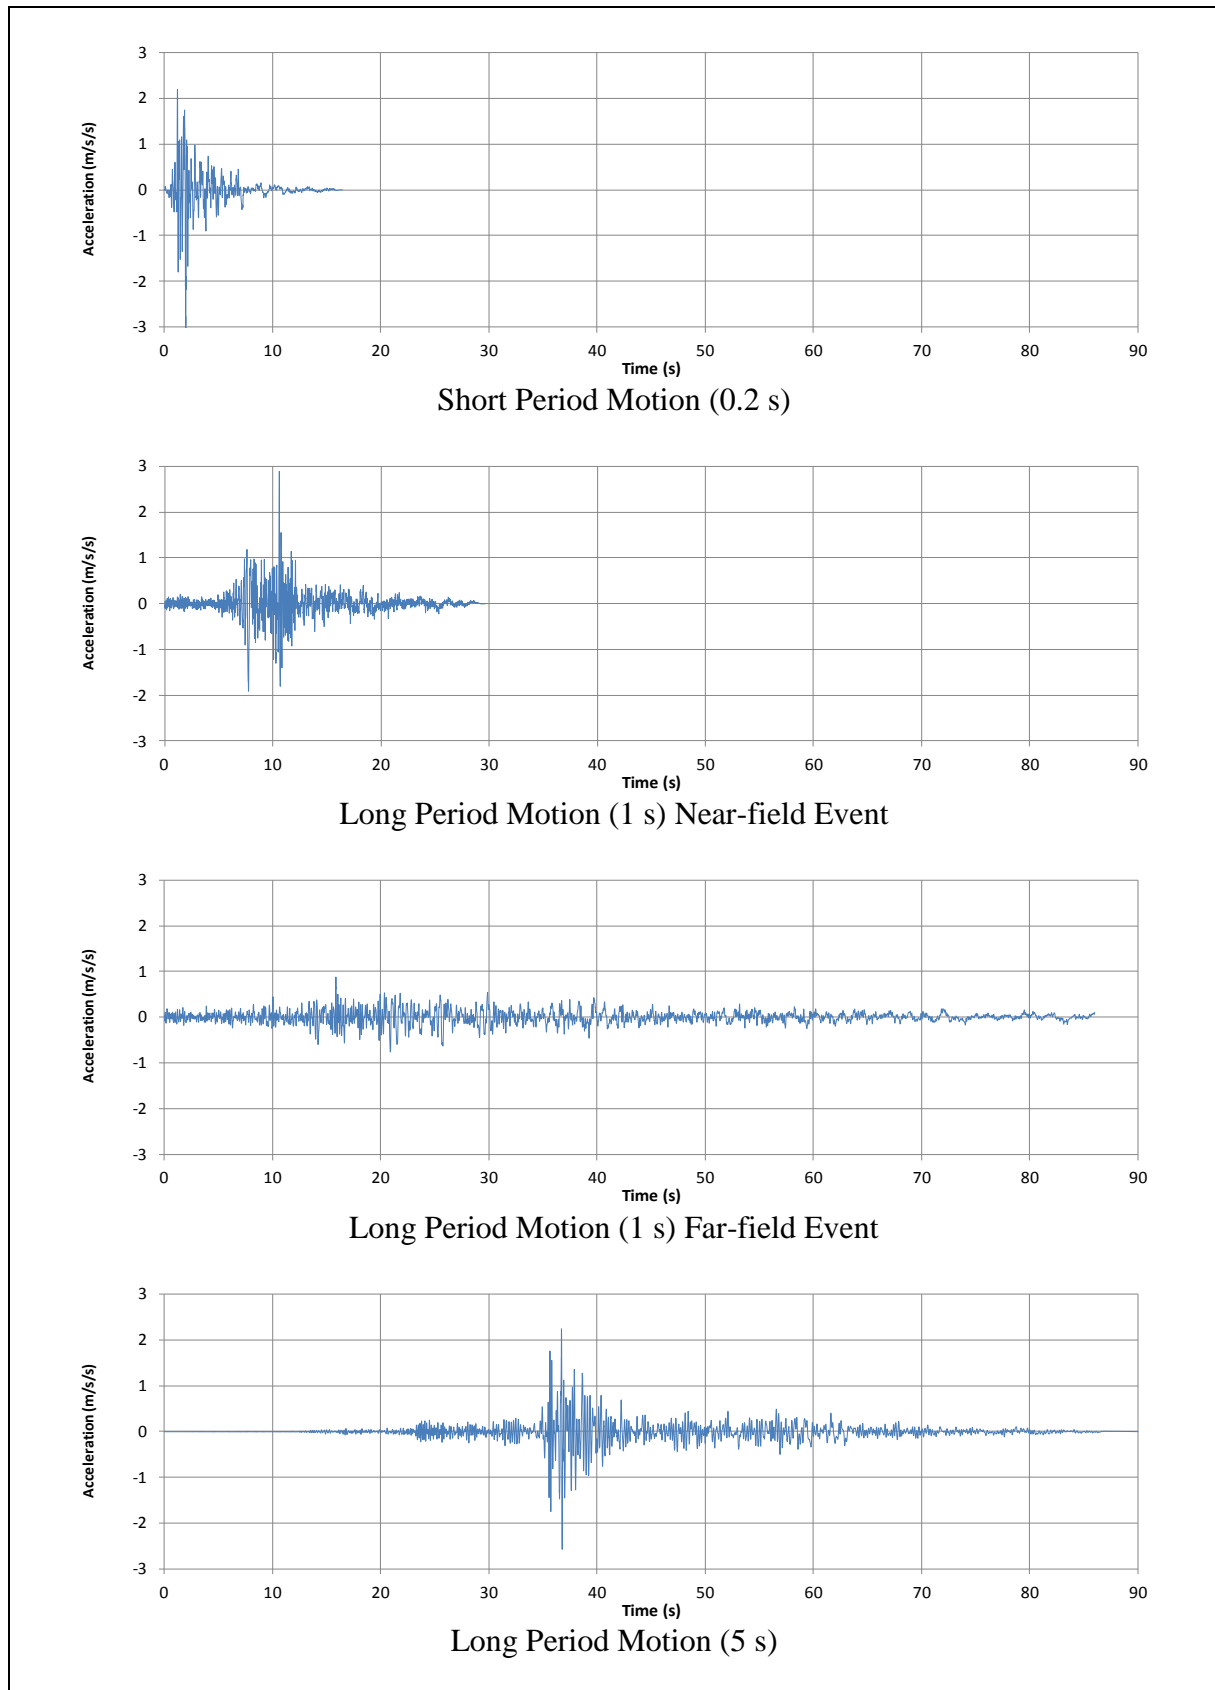 3
2
1
0
-1
-2
-3
Acceleration (m/s/s)
0 10 20 30 40 50 60 70 80 90
Time (s)
Short Period Motion (0.2 s)
3
2
1
0
-1
-2
-3
Acceleration (m/s/s)
0 10 20 30 40 50 60 70 80 90
Time (s)
Long Period Motion (1 s) Near-field Event
3
2
1
0
-1
-2
-3
Acceleration (m/s/s)
0 10 20 30 40 50 60 70 80 90
Time (s)
Long Period Motion (1 s) Far-field Event
3
2
1
0
-1
-2
-3
Acceleration (m/s/s)
0 10 20 30 40 50 60 70 80 90
Time (s)
Long Period Motion (5 s)